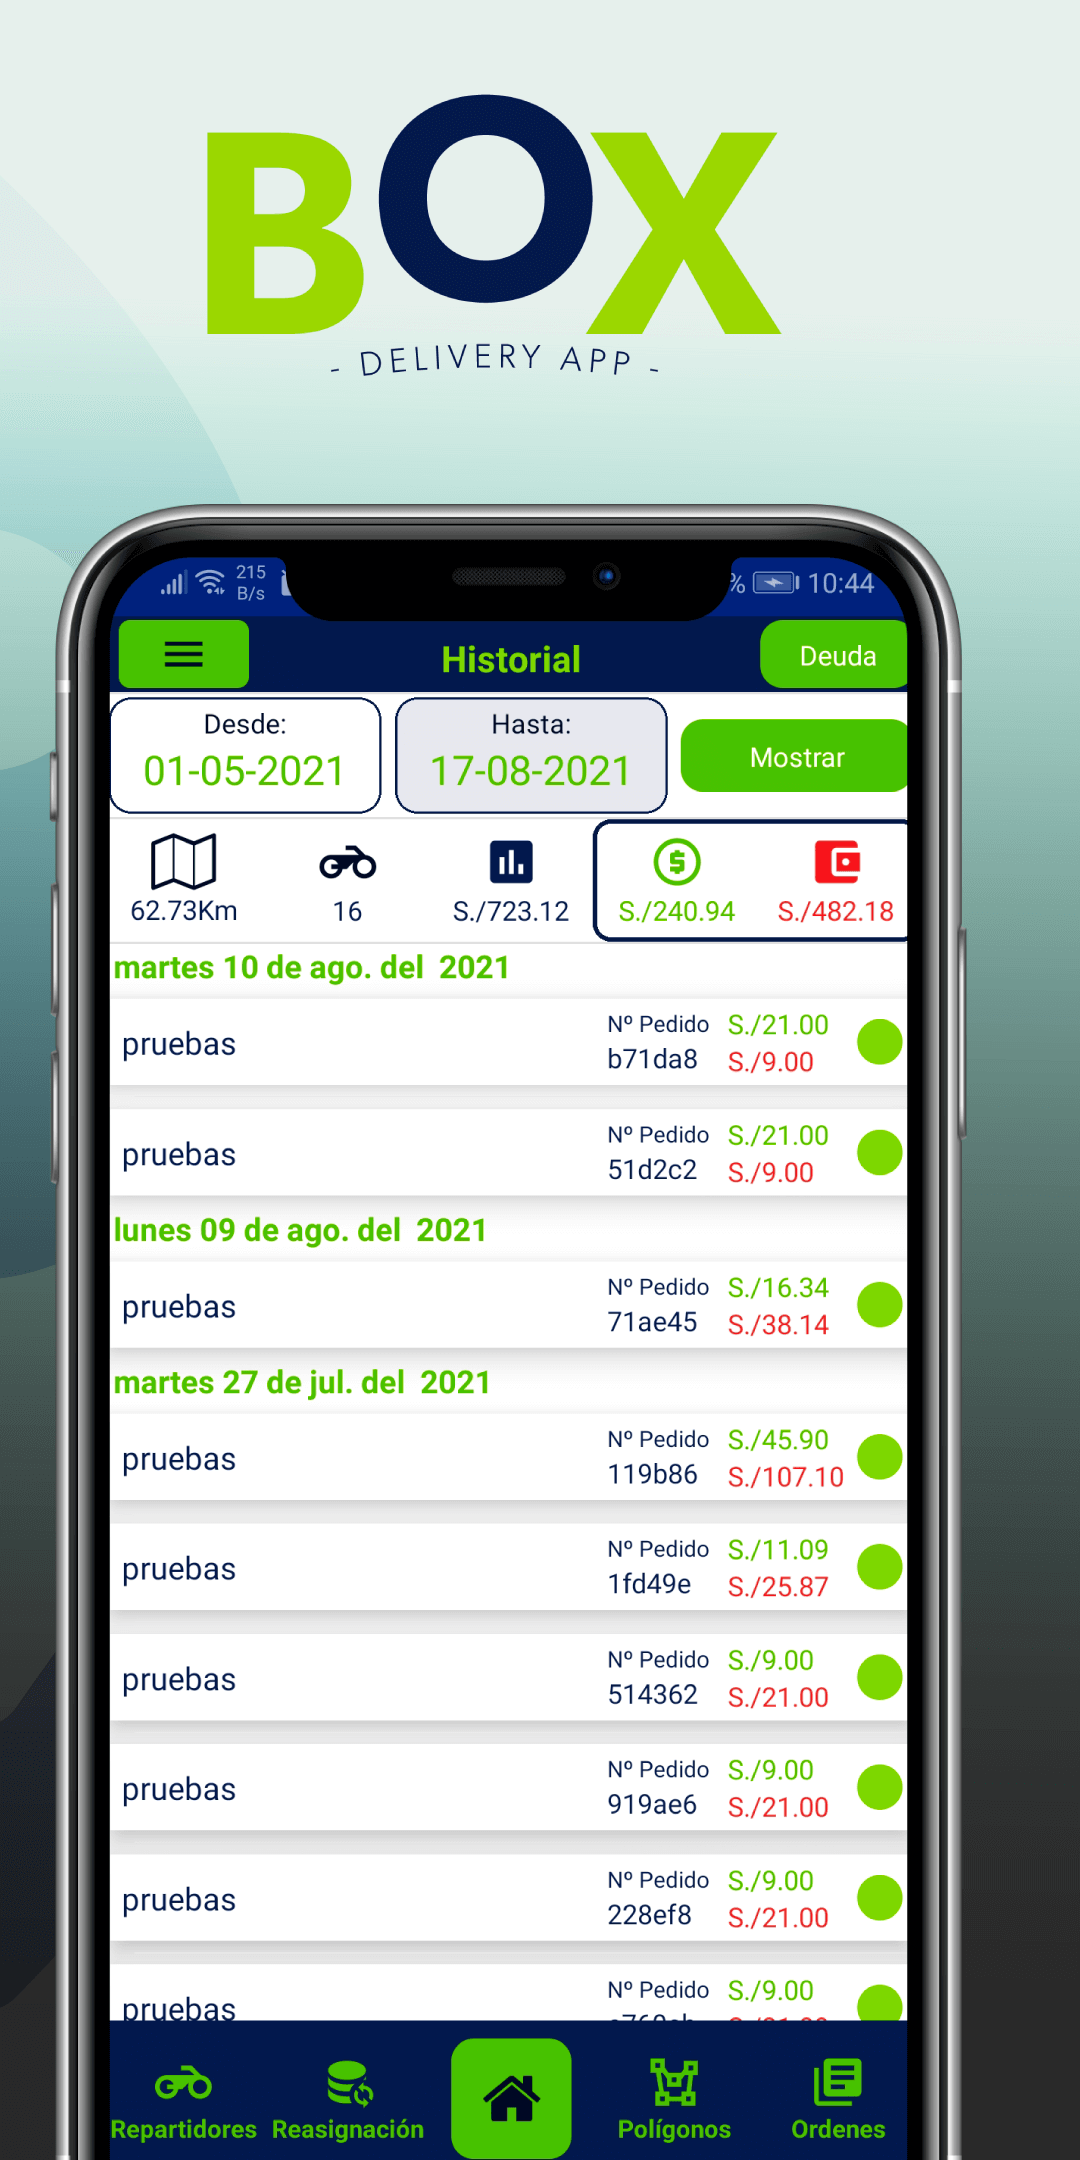 BOX
- DELIVERY APP -
215
B/s
% 10:44
Historial
Deuda
Desde:
01-05-2021
Hasta:
17-08-2021
Mostrar
62.73Km
16
S./723.12
S./240.94
S./482.18
martes 10 de ago. del 2021
pruebas
Nº Pedido
b71da8
S./21.00
S./9.00
pruebas
Nº Pedido
51d2c2
S./21.00
S./9.00
lunes 09 de ago. del 2021
pruebas
Nº Pedido
71ae45
S./16.34
S./38.14
martes 27 de jul. del 2021
pruebas
Nº Pedido
119b86
S./45.90
S./107.10
pruebas
Nº Pedido
1fd49e
S./11.09
S./25.87
pruebas
Nº Pedido
514362
S./9.00
S./21.00
pruebas
Nº Pedido
919ae6
S./9.00
S./21.00
pruebas
Nº Pedido
228ef8
S./9.00
S./21.00
pruebas
Nº Pedido
S./9.00
Repartidores
Reasignación
Polígonos
Ordenes